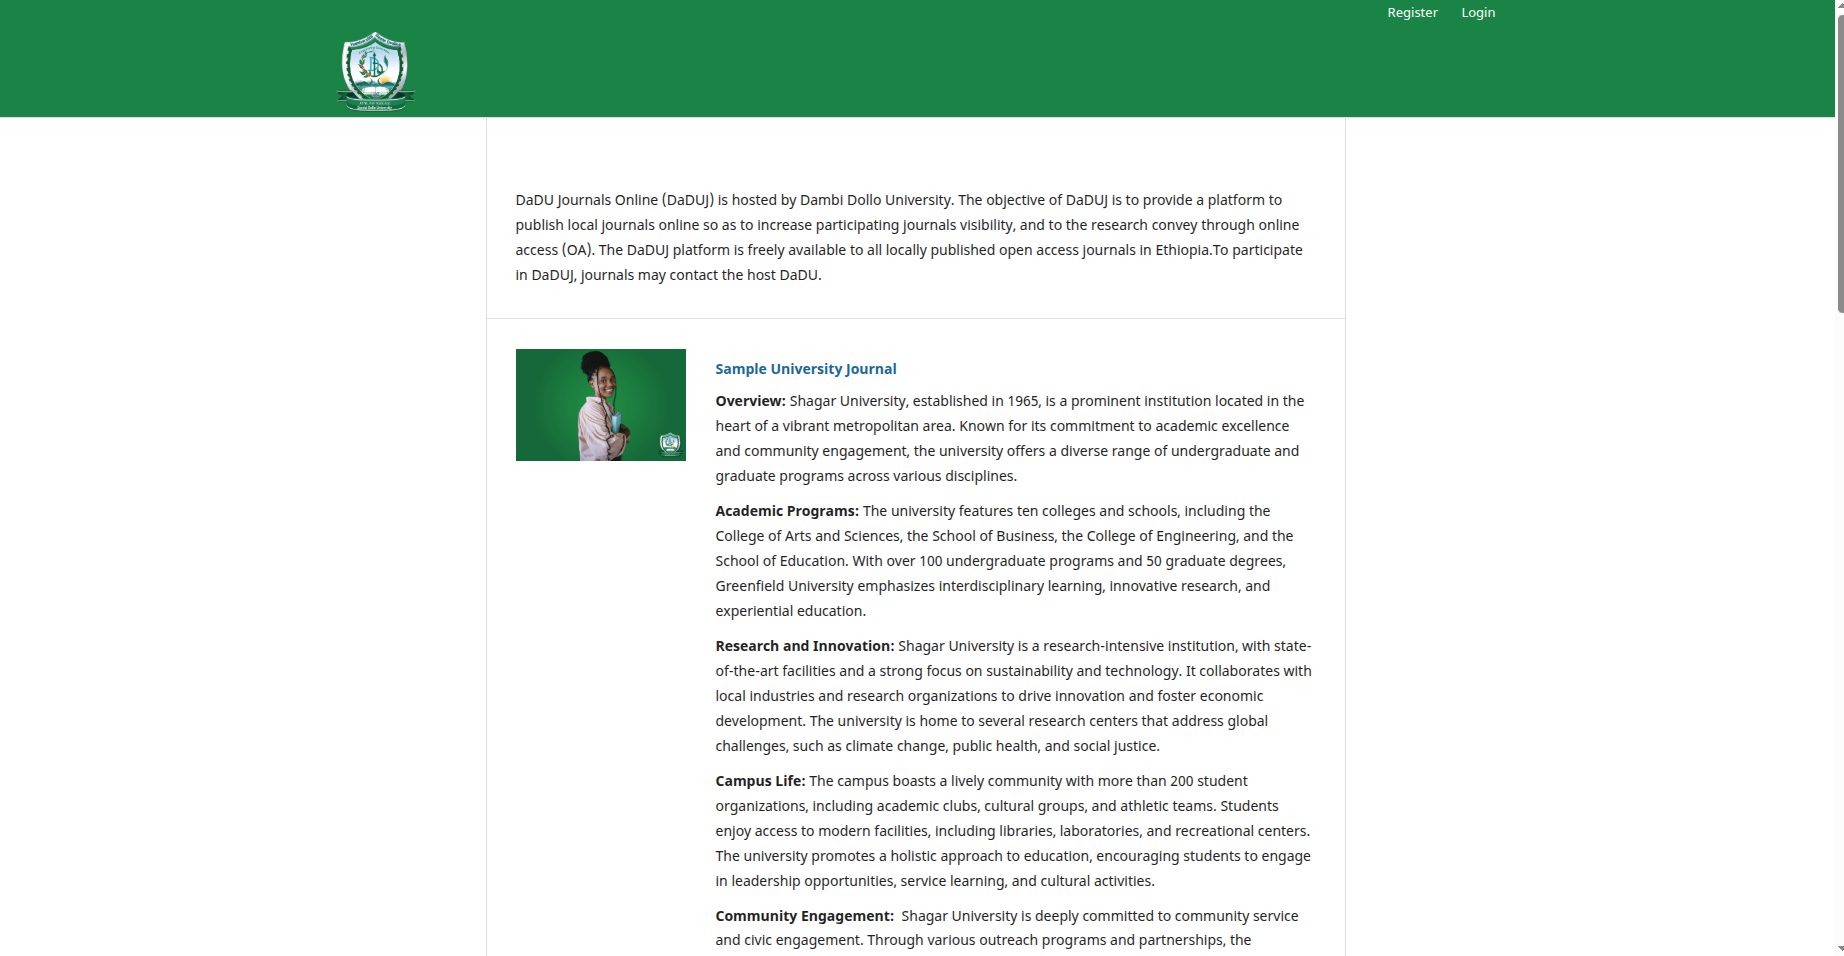 Register Login
DaDU Journals Online (DaDUJ) is hosted by Dambi Dollo University. The objective of DaDUJ is to provide a platform to
publish local journals online so as to increase participating journals visibility, and to the research convey through online
access (OA). The DaDUJ platform is freely available to all locally published open access journals in Ethiopia.To participate
in DaDUJ, journals may contact the host DaDU.
Sample University Journal
Overview: Shagar University, established in 1965, is a prominent institution located in the
heart of a vibrant metropolitan area. Known for its commitment to academic excellence
and community engagement, the university offers a diverse range of undergraduate and
graduate programs across various disciplines.
Academic Programs: The university features ten colleges and schools, including the
College of Arts and Sciences, the School of Business, the College of Engineering, and the
School of Education. With over 100 undergraduate programs and 50 graduate degrees,
Greenfield University emphasizes interdisciplinary learning, innovative research, and
experiential education.
Research and Innovation: Shagar University is a research-intensive institution, with state-
of-the-art facilities and a strong focus on sustainability and technology. It collaborates with
local industries and research organizations to drive innovation and foster economic
development. The university is home to several research centers that address global
challenges, such as climate change, public health, and social justice.
Campus Life: The campus boasts a lively community with more than 200 student
organizations, including academic clubs, cultural groups, and athletic teams. Students
enjoy access to modern facilities, including libraries, laboratories, and recreational centers.
The university promotes a holistic approach to education, encouraging students to engage
in leadership opportunities, service learning, and cultural activities.
Community Engagement: Shagar University is deeply committed to community service
and civic engagement. Through various outreach programs and partnerships, the